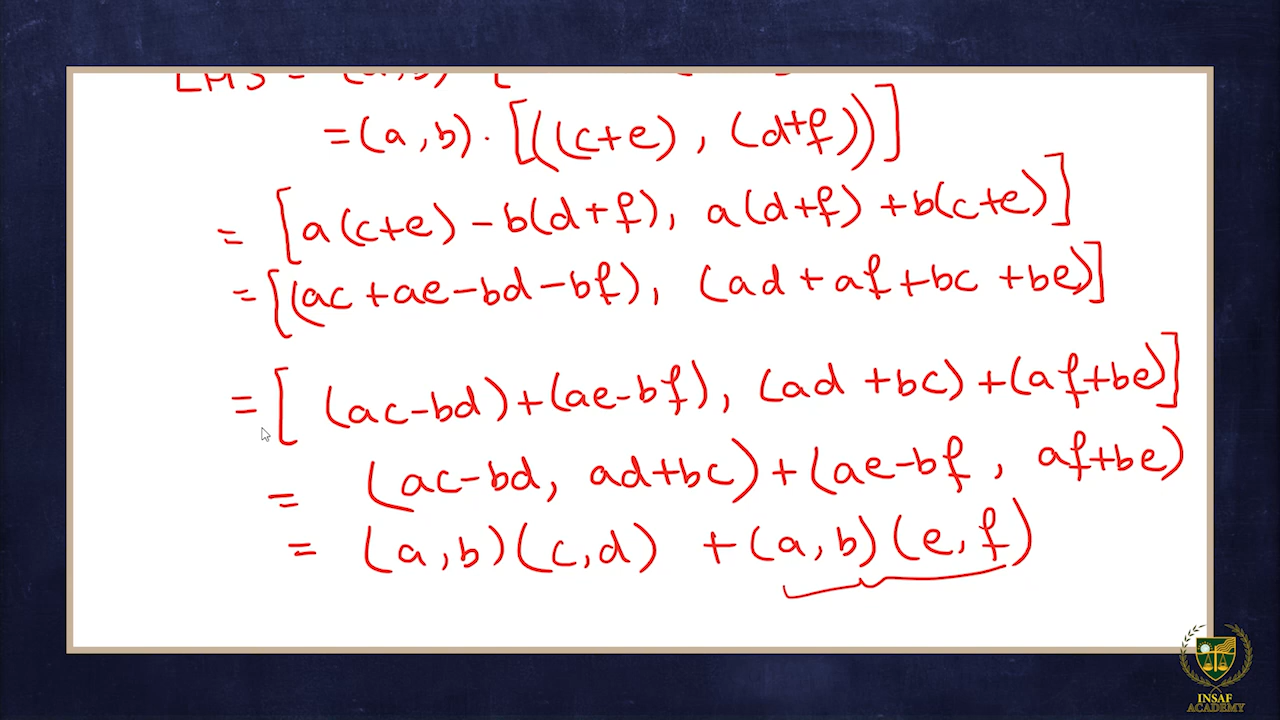 = (a, b) · [((c+e), (d+f))]
= [a(c+e) - b(d+f), a(d+f) + b(c+e)]
= [(ac + ae - bd - bf), (ad + af + bc + be)]
= [(ac - bd) + (ae - bf), (ad + bc) + (af + be)]
= (ac - bd, ad + bc) + (ae - bf, af + be)
= (a, b)(c, d) + (a, b)(e, f)
INSAF
ACADEMY